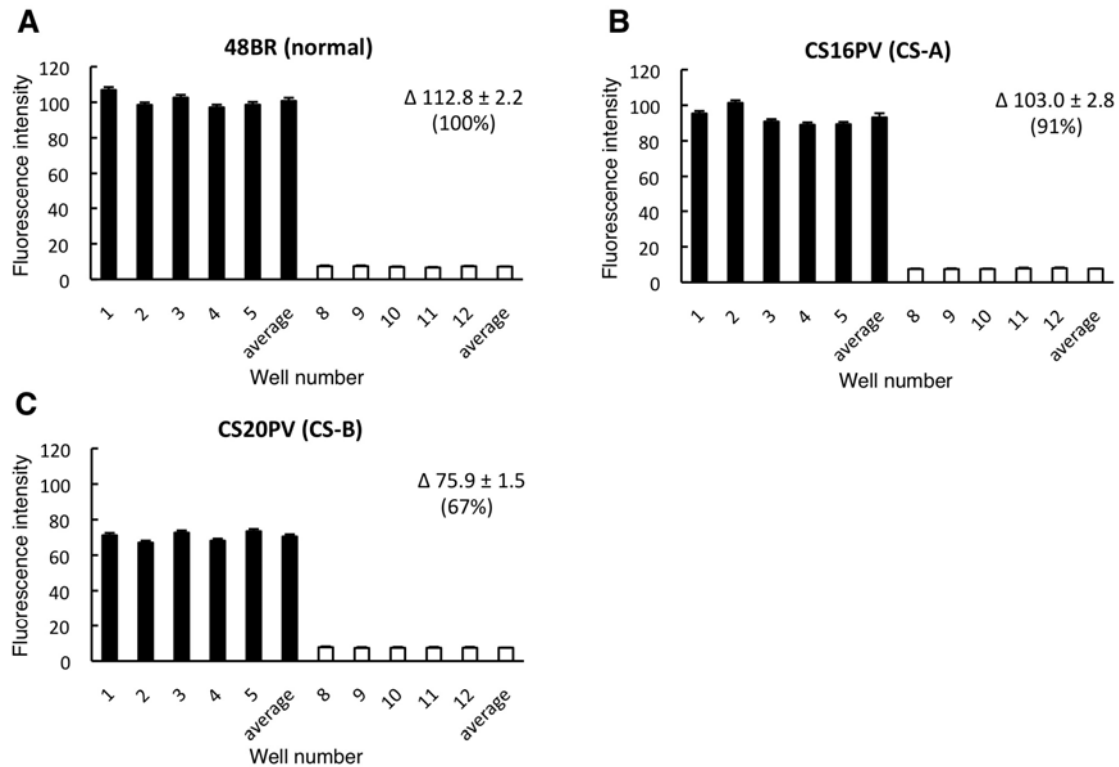 A
48BR (normal)
Fluorescence intensity
120
100
80
60
40
20
0
Δ 112.8 ± 2.2
(100%)
1 2 3 4 5 average 8 9 10 11 12 average
Well number
B
CS16PV (CS-A)
Fluorescence intensity
120
100
80
60
40
20
0
Δ 103.0 ± 2.8
(91%)
1 2 3 4 5 average 8 9 10 11 12 average
Well number
C
CS20PV (CS-B)
Fluorescence intensity
120
100
80
60
40
20
0
Δ 75.9 ± 1.5
(67%)
1 2 3 4 5 average 8 9 10 11 12 average
Well number